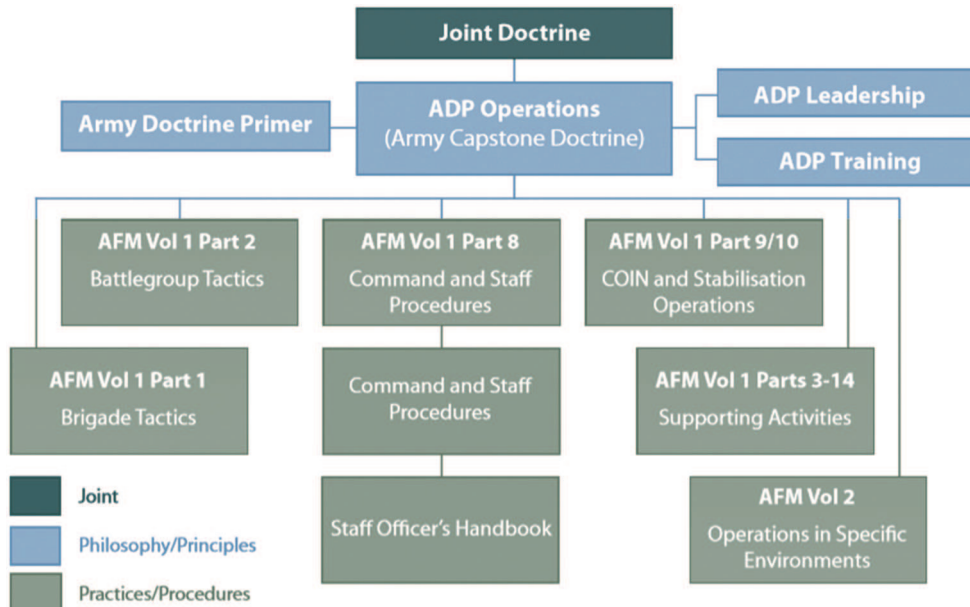 Joint Doctrine
ADP Operations
(Army Capstone Doctrine)
Army Doctrine Primer
ADP Leadership
ADP Training
AFM Vol 1 Part 2
Battlegroup Tactics
AFM Vol 1 Part 8
Command and Staff
Procedures
AFM Vol 1 Part 9/10
COIN and Stabilisation
Operations
AFM Vol 1 Part 1
Brigade Tactics
Command and Staff
Procedures
AFM Vol 1 Parts 3-14
Supporting Activities
Staff Officer's Handbook
AFM Vol 2
Operations in Specific
Environments
Joint
Philosophy/Principles
Practices/Procedures